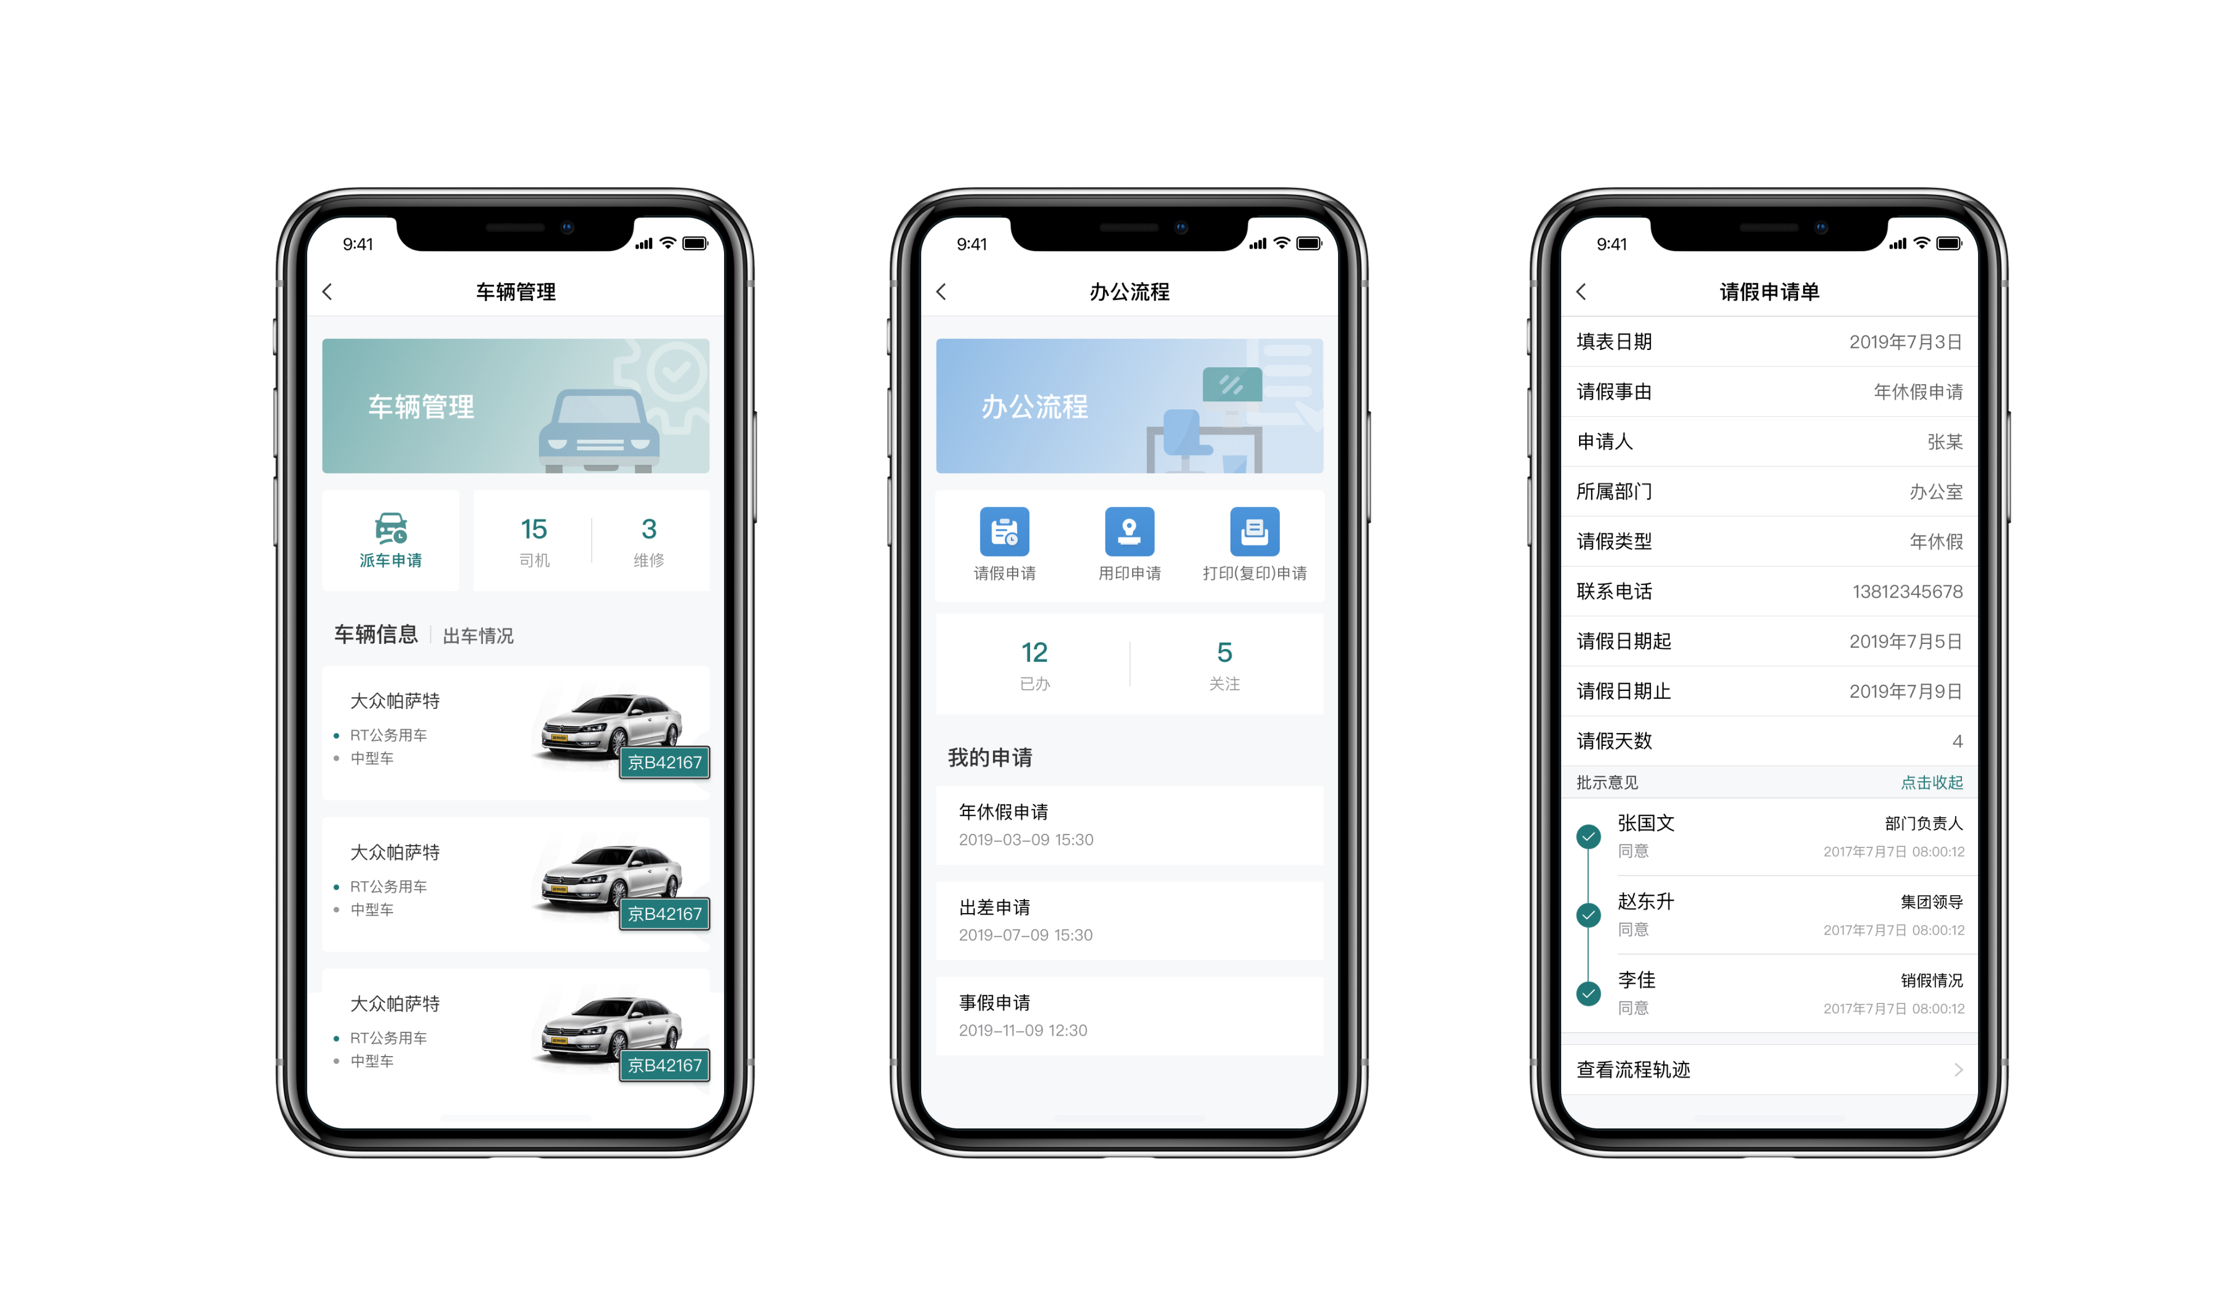 9:41
车辆管理
车辆管理
派车申请
15
司机
3
维修
车辆信息
出车情况
大众帕萨特
RT公务用车
中型车
京B42167
大众帕萨特
RT公务用车
中型车
京B42167
大众帕萨特
RT公务用车
中型车
京B42167
9:41
办公流程
办公流程
请假申请
用印申请
打印(复印)申请
12
已办
5
关注
我的申请
年休假申请
2019-03-09 15:30
出差申请
2019-07-09 15:30
事假申请
2019-11-09 12:30
9:41
请假申请单
填表日期 2019年7月3日
请假事由 年休假申请
申请人 张某
所属部门 办公室
请假类型 年休假
联系电话 13812345678
请假日期起 2019年7月5日
请假日期止 2019年7月9日
请假天数 4
批示意见 点击收起
张国文 部门负责人
同意 2017年7月7日 08:00:12
赵东升 集团领导
同意 2017年7月7日 08:00:12
李佳 销假情况
同意 2017年7月7日 08:00:12
查看流程轨迹